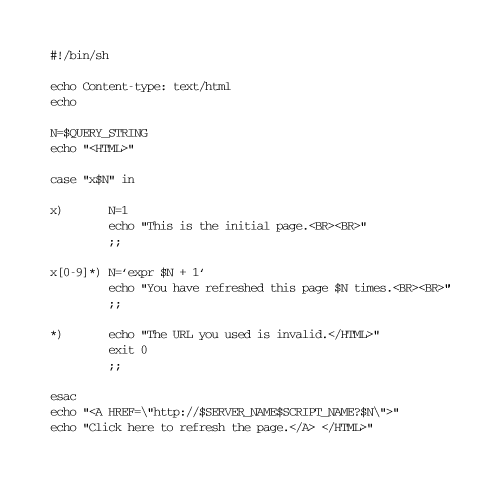 #!/bin/sh
echo Content-type: text/html
echo
N=$QUERY_STRING
echo "<HTML>"
case "x$N" in
x) N=1
echo "This is the initial page.<BR><BR>"
;;
x[0-9]*) N=‘expr $N + 1‘
echo "You have refreshed this page $N times.<BR><BR>"
;;
*) echo "The URL you used is invalid.</HTML>"
exit 0
;;
esac
echo "<A HREF=\"http://$SERVER_NAME$SCRIPT_NAME?$N\">"
echo "Click here to refresh the page.</A> </HTML>"